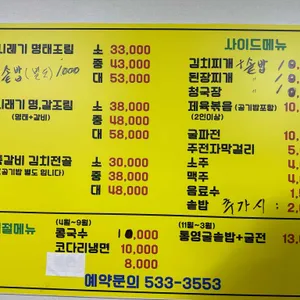 시레기 명태조림 소 33,000
솥밥(별도) 1000 중 43,000
대 53,000
시레기 명,갈조림 소 38,000
(명태+갈비) 중 48,000
대 58,000
갈비 김치전골 소 30,000
(공기밥 별도 입니다) 중 38,000
대 48,000
사이드메뉴
김치찌개 +솥밥
된장찌개 〃
청국장 〃
제육볶음 (공기밥포함)
(2인이상)
굴파전
주전자막걸리
소주
맥주
음료수
솥밥 추가시
절메뉴
(4월~9월)
콩국수 10,000
코다리냉면 10,000
8,000
(11월~3월)
통영굴솥밥+굴전
예약문의 533-3553